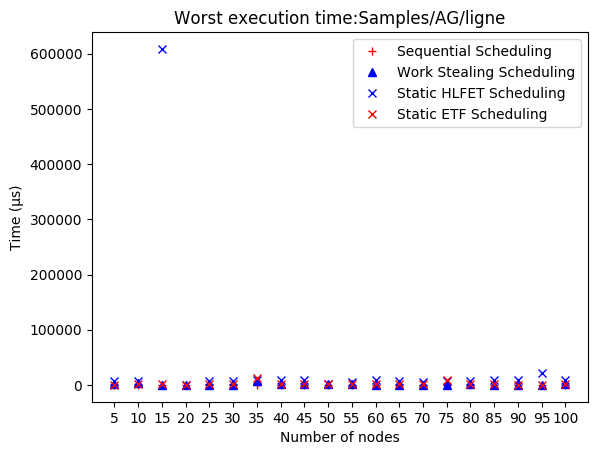 Worst execution time:Samples/AG/ligne
Sequential Scheduling
Work Stealing Scheduling
Static HLFET Scheduling
Static ETF Scheduling
Time (µs)
600000
500000
400000
300000
200000
100000
0
5 10 15 20 25 30 35 40 45 50 55 60 65 70 75 80 85 90 95 100
Number of nodes